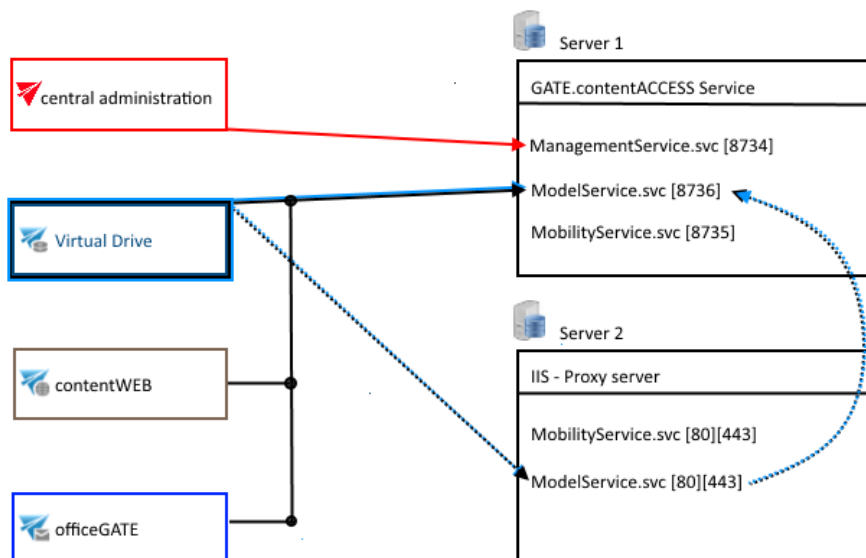 Server 1
central administration
GATE.contentACCESS Service
ManagementService.svc [8734]
ModelService.svc [8736]
MobilityService.svc [8735]
Virtual Drive
Server 2
contentWEB
IIS - Proxy server
MobilityService.svc [80][443]
ModelService.svc [80][443]
officeGATE